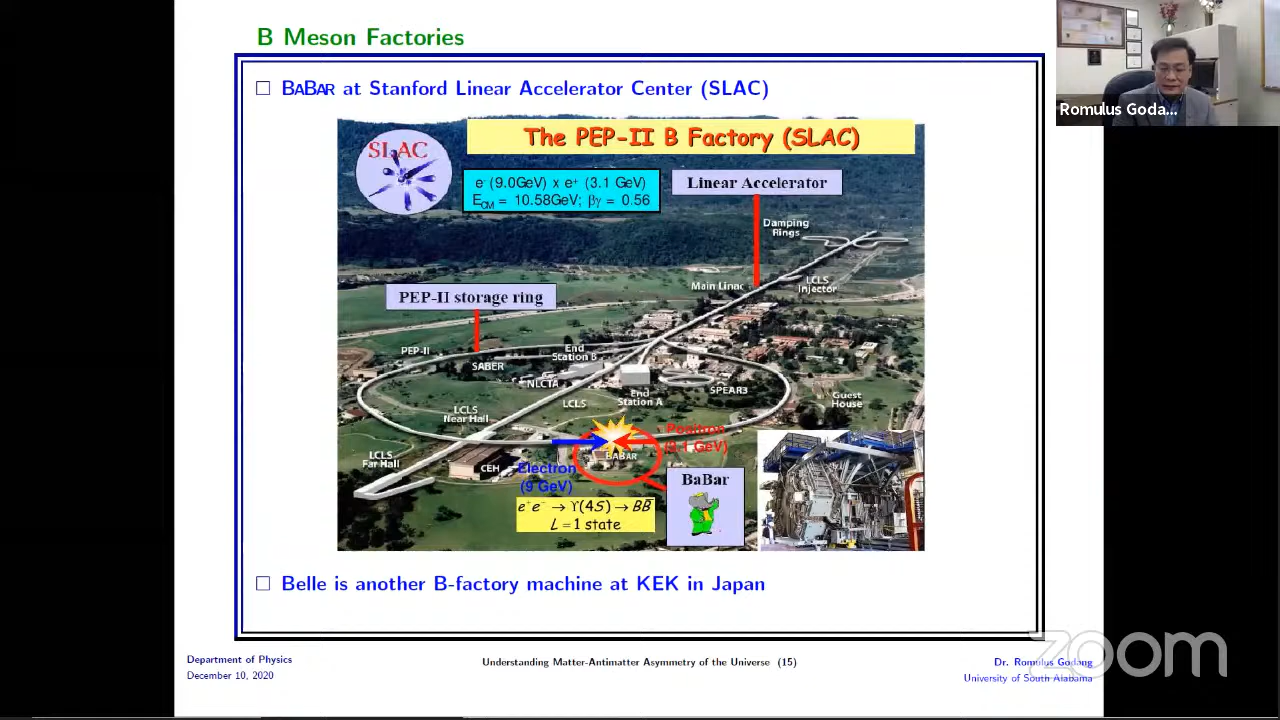 B Meson Factories
BABAR at Stanford Linear Accelerator Center (SLAC)
SLAC
The PEP-II B Factory (SLAC)
e⁻(9.0GeV) x e⁺ (3.1 GeV)
E_CM = 10.58GeV; βγ = 0.56
Linear Accelerator
Damping
Rings
Main Linac
LCLS
Injector
PEP-II storage ring
PEP-II
SABER
End
Station B
NLCTA
LCLS
End
Station A
SPEAR3
Guest
House
LCLS
Near Hall
LCLS
Far Hall
CEH
Positron
(3.1 GeV)
BABAR
Electron
(9 GeV)
e⁺e⁻ → ϒ(4S) → BB̅
L = 1 state
BaBar
Belle is another B-factory machine at KEK in Japan
Department of Physics
December 10, 2020
Understanding Matter-Antimatter Asymmetry of the Universe (15)
Dr. Romulus Godang
University of South Alabama
Romulus Goda...
zoom